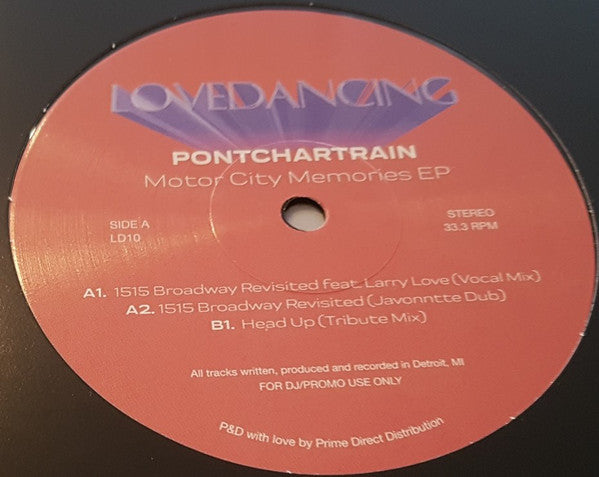 LOVEDANCING
PONTCHARTRAIN
Motor City Memories EP
SIDE A
LD10
STEREO
33.3 RPM
A1. 1515 Broadway Revisited feat. Larry Love (Vocal Mix)
A2. 1515 Broadway Revisited (Javonntte Dub)
B1. Head Up (Tribute Mix)
All tracks written, produced and recorded in Detroit, MI
FOR DJ/PROMO USE ONLY
P&D with love by Prime Direct Distribution